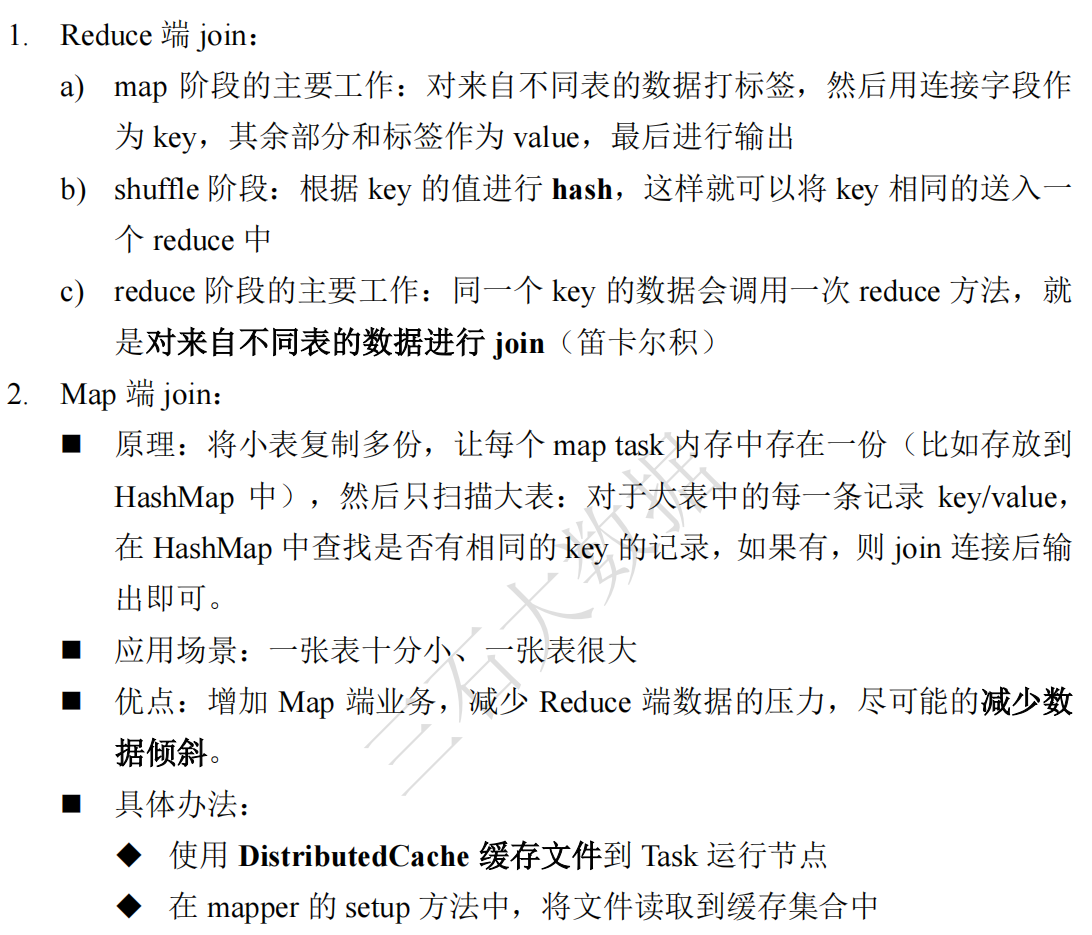 1. Reduce 端 join：
a) map 阶段的主要工作：对来自不同表的数据打标签，然后用连接字段作
为 key，其余部分和标签作为 value，最后进行输出
b) shuffle 阶段：根据 key 的值进行 hash，这样就可以将 key 相同的送入一
个 reduce 中
c) reduce 阶段的主要工作：同一个 key 的数据会调用一次 reduce 方法，就
是对来自不同表的数据进行 join（笛卡尔积）
2. Map 端 join：
■ 原理：将小表复制多份，让每个 map task 内存中存在一份（比如存放到
HashMap 中），然后只扫描大表：对于大表中的每一条记录 key/value，
在 HashMap 中查找是否有相同的 key 的记录，如果有，则 join 连接后输
出即可。
■ 应用场景：一张表十分小、一张表很大
■ 优点：增加 Map 端业务，减少 Reduce 端数据的压力，尽可能的减少数
据倾斜。
■ 具体办法：
◆ 使用 DistributedCache 缓存文件到 Task 运行节点
◆ 在 mapper 的 setup 方法中，将文件读取到缓存集合中
三石大数据